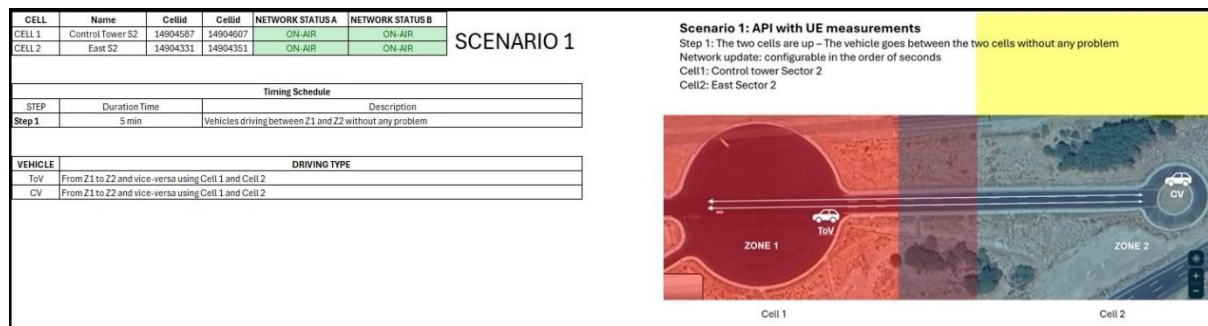 CELL Name Cellid Cellid NETWORK STATUS A NETWORK STATUS B
CELL 1 Control Tower S2 14904587 14904607 ON-AIR ON-AIR
CELL 2 East S2 14904331 14904351 ON-AIR ON-AIR
SCENARIO 1
Timing Schedule
STEP Duration Time Description
Step 1 5 min Vehicles driving between Z1 and Z2 without any problem
VEHICLE DRIVING TYPE
ToV From Z1 to Z2 and vice-versa using Cell 1 and Cell 2
CV From Z1 to Z2 and vice-versa using Cell 1 and Cell 2
Scenario 1: API with UE measurements
Step 1: The two cells are up – The vehicle goes between the two cells without any problem
Network update: configurable in the order of seconds
Cell1: Control tower Sector 2
Cell2: East Sector 2
CV
ToV
ZONE 1 ZONE 2
Cell 1 Cell 2